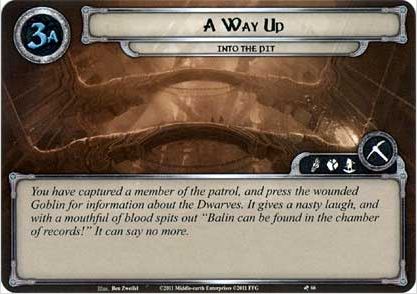 3A
A Way Up
INTO THE PIT
You have captured a member of the patrol, and press the wounded
Goblin for information about the Dwarves. It gives a nasty laugh, and
with a mouthful of blood spits out “Balin can be found in the chamber
of records!” It can say no more.
Illus. Ben Zweifel ©2011 Middle-earth Enterprises ©2011 FFG 66